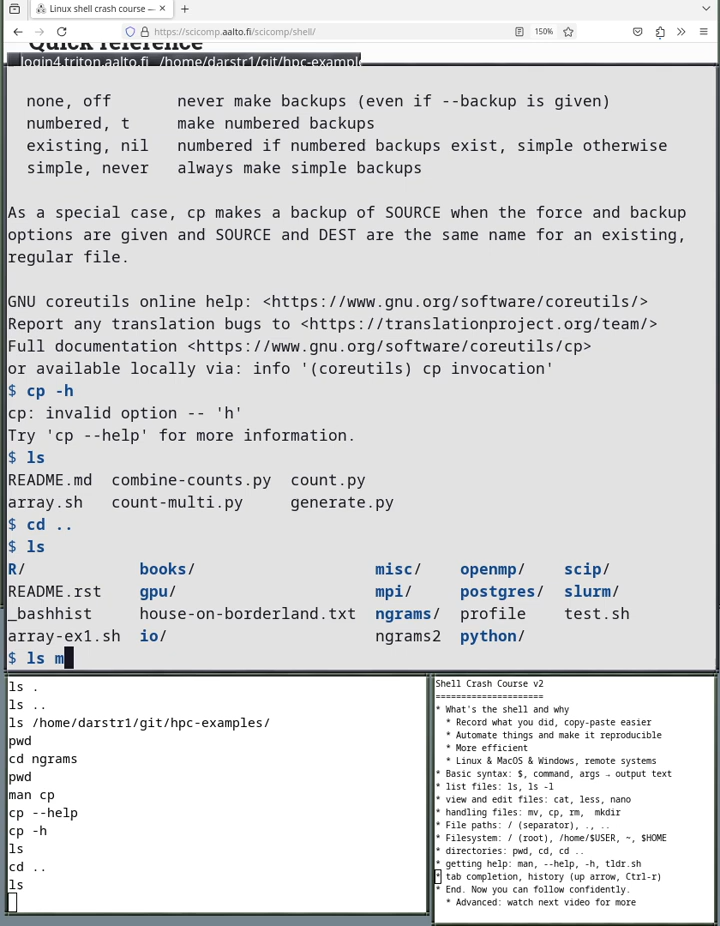 Linux shell crash course —
https://scicomp.aalto.fi/scicomp/shell/
150%
Quick reference
login4.triton.aalto.fi /home/darstr1/git/hpc-example
none, off never make backups (even if --backup is given)
numbered, t make numbered backups
existing, nil numbered if numbered backups exist, simple otherwise
simple, never always make simple backups
As a special case, cp makes a backup of SOURCE when the force and backup
options are given and SOURCE and DEST are the same name for an existing,
regular file.
GNU coreutils online help: <https://www.gnu.org/software/coreutils/>
Report any translation bugs to <https://translationproject.org/team/>
Full documentation <https://www.gnu.org/software/coreutils/cp>
or available locally via: info '(coreutils) cp invocation'
$ cp -h
cp: invalid option -- 'h'
Try 'cp --help' for more information.
$ ls
README.md combine-counts.py count.py
array.sh count-multi.py generate.py
$ cd ..
$ ls
R/ books/ misc/ openmp/ scip/
README.rst gpu/ mpi/ postgres/ slurm/
_bashhist house-on-borderland.txt ngrams/ profile test.sh
array-ex1.sh io/ ngrams2 python/
$ ls m
ls .
ls ..
ls /home/darstr1/git/hpc-examples/
pwd
cd ngrams
pwd
man cp
cp --help
cp -h
ls
cd ..
ls
Shell Crash Course v2
=====================
* What's the shell and why
* Record what you did, copy-paste easier
* Automate things and make it reproducible
* More efficient
* Linux & MacOS & Windows, remote systems
* Basic syntax: $, command, args → output text
* list files: ls, ls -l
* view and edit files: cat, less, nano
* handling files: mv, cp, rm, mkdir
* File paths: / (separator), ., ..
* Filesystem: / (root), /home/$USER, ~, $HOME
* directories: pwd, cd, cd ..
* getting help: man, --help, -h, tldr.sh
* tab completion, history (up arrow, Ctrl-r)
* End. Now you can follow confidently.
* Advanced: watch next video for more